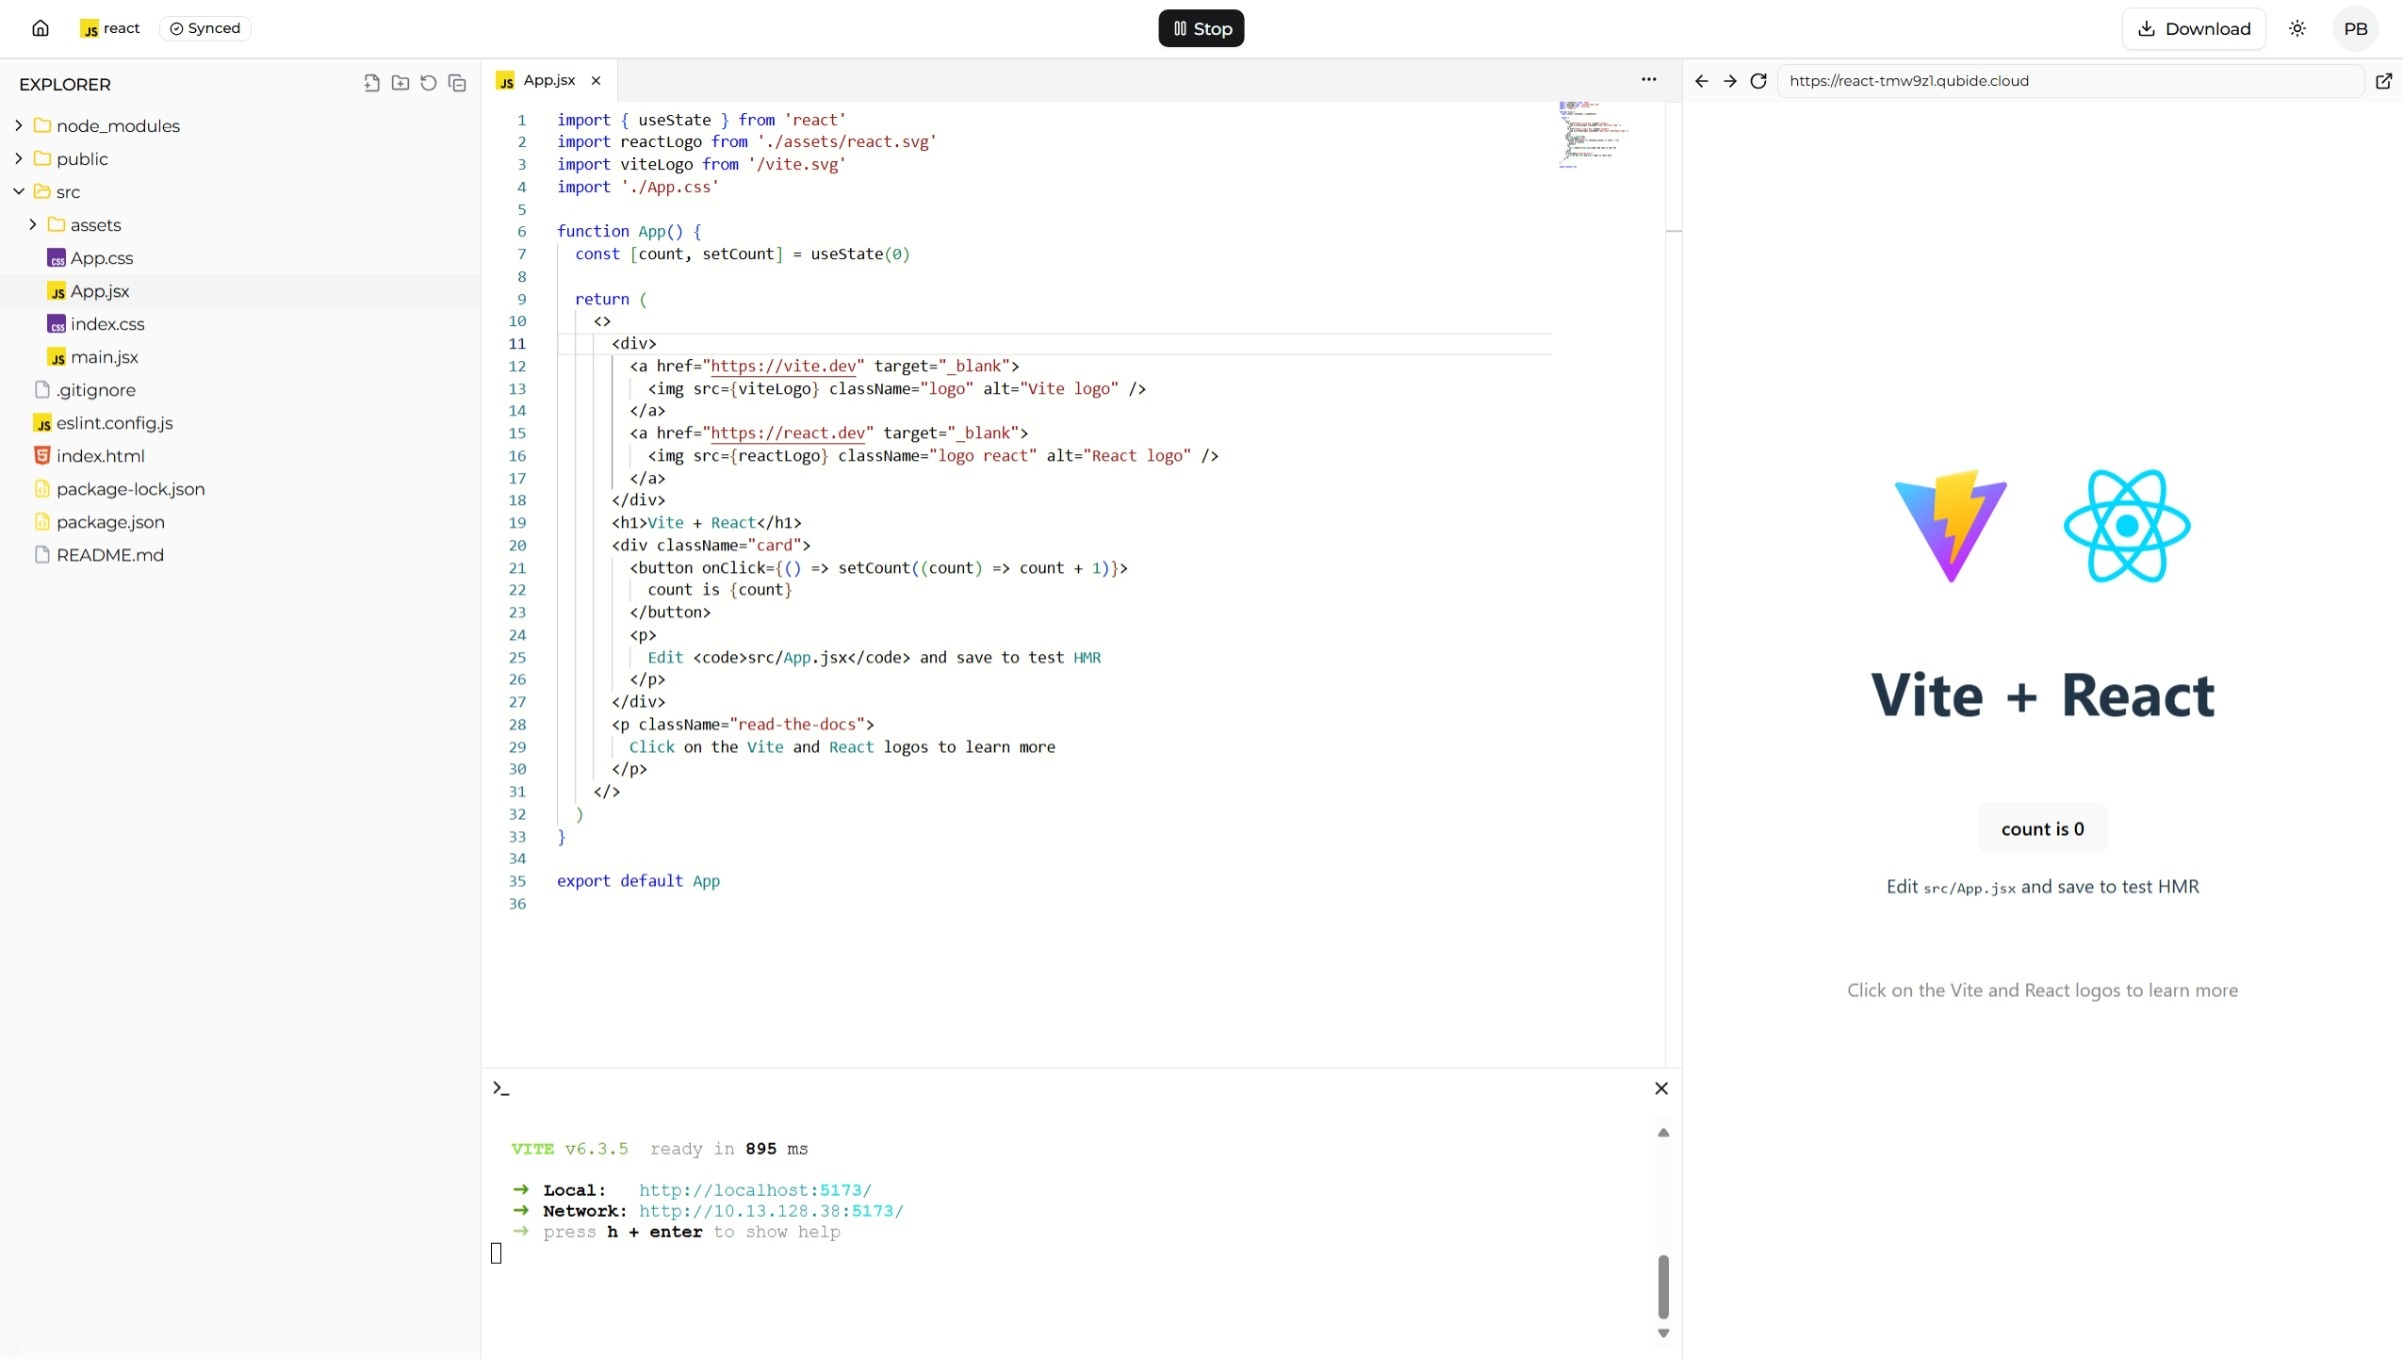 JS react
Synced
Stop
Download
PB
EXPLORER
node_modules
public
src
assets
CSS App.css
JS App.jsx
CSS index.css
JS main.jsx
.gitignore
JS eslint.config.js
5 index.html
package-lock.json
package.json
README.md
JS App.jsx
1 import { useState } from 'react'
2 import reactLogo from './assets/react.svg'
3 import viteLogo from '/vite.svg'
4 import './App.css'
5
6 function App() {
7 const [count, setCount] = useState(0)
8
9 return (
10 <>
11 <div>
12 <a href="https://vite.dev" target="_blank">
13 <img src={viteLogo} className="logo" alt="Vite logo" />
14 </a>
15 <a href="https://react.dev" target="_blank">
16 <img src={reactLogo} className="logo react" alt="React logo" />
17 </a>
18 </div>
19 <h1>Vite + React</h1>
20 <div className="card">
21 <button onClick={() => setCount((count) => count + 1)}>
22 count is {count}
23 </button>
24 <p>
25 Edit <code>src/App.jsx</code> and save to test HMR
26 </p>
27 </div>
28 <p className="read-the-docs">
29 Click on the Vite and React logos to learn more
30 </p>
31 </>
32 )
33 }
34
35 export default App
36
VITE v6.3.5 ready in 895 ms
➜ Local: http://localhost:5173/
➜ Network: http://10.13.128.38:5173/
➜ press h + enter to show help
https://react-tmw9z1.qubide.cloud
Vite + React
count is 0
Edit src/App.jsx and save to test HMR
Click on the Vite and React logos to learn more